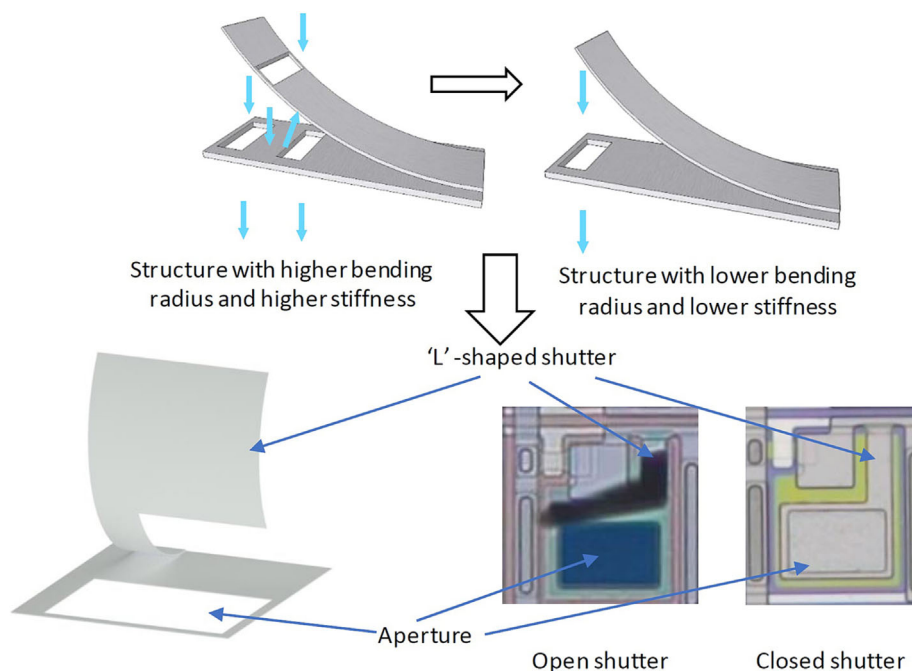 Structure with higher bending
radius and higher stiffness
Structure with lower bending
radius and lower stiffness
‘L’ -shaped shutter
Aperture
Open shutter
Closed shutter